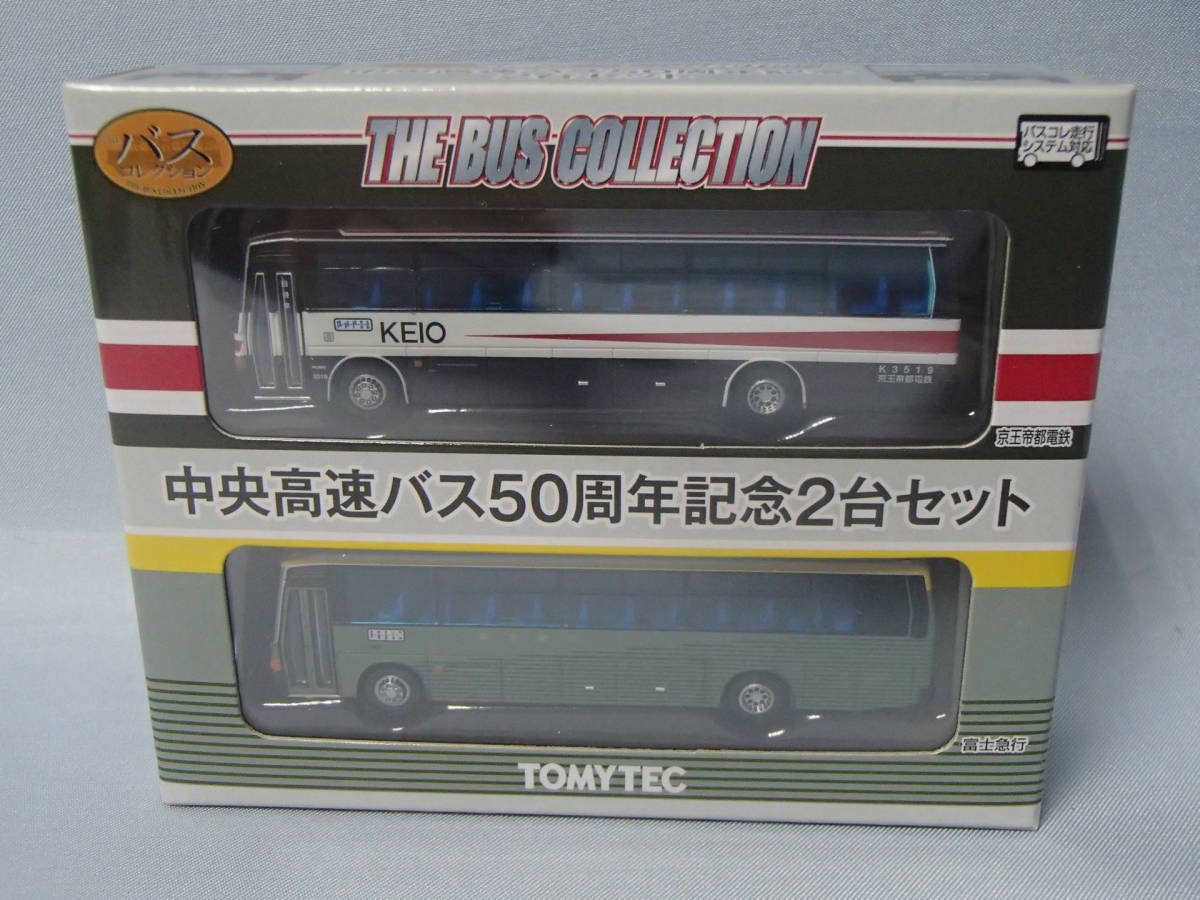 バス
コレクション
THE BUS COLLECTION
THE BUS COLLECTION
バスコレ走行
システム対応
KEIO
K3519
京王帝都電鉄
京王帝都電鉄
中央高速バス50周年記念2台セット
富士急行
TOMYTEC